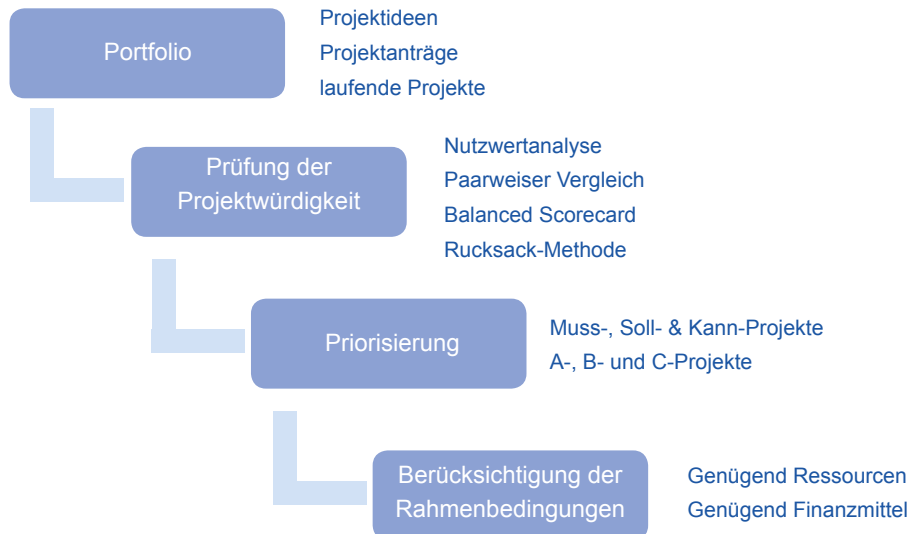 Portfolio
Projektideen
Projektanträge
laufende Projekte
Prüfung der
Projektwürdigkeit
Nutzwertanalyse
Paarweiser Vergleich
Balanced Scorecard
Rucksack-Methode
Priorisierung
Muss-, Soll- & Kann-Projekte
A-, B- und C-Projekte
Berücksichtigung der
Rahmenbedingungen
Genügend Ressourcen
Genügend Finanzmittel